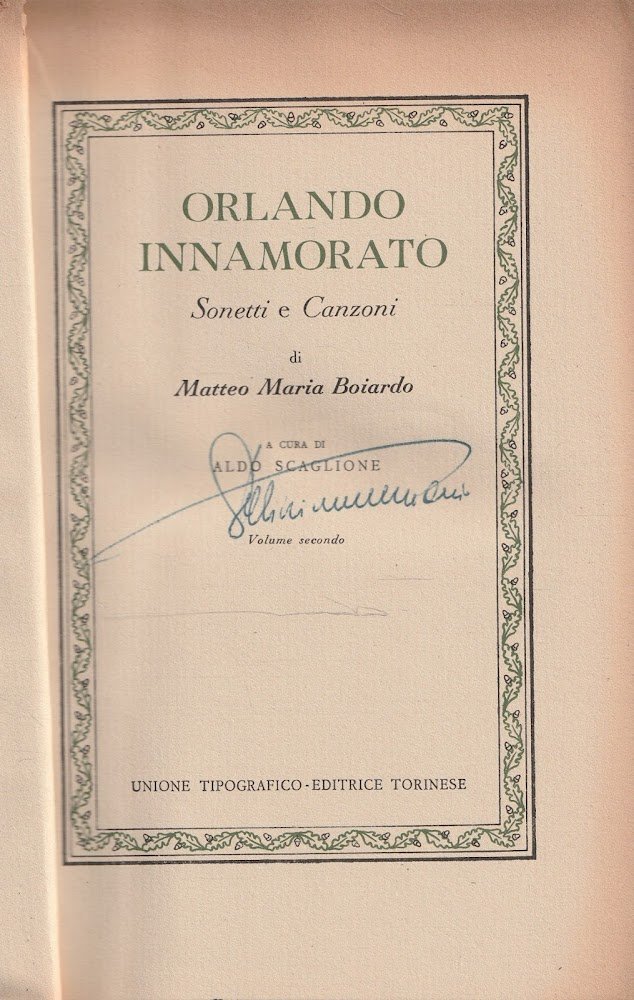 ORLANDO
INNAMORATO
Sonetti e Canzoni
di
Matteo Maria Boiardo
A CURA DI
ALDO SCAGLIONE
Volume secondo
UNIONE TIPOGRAFICO-EDITRICE TORINESE